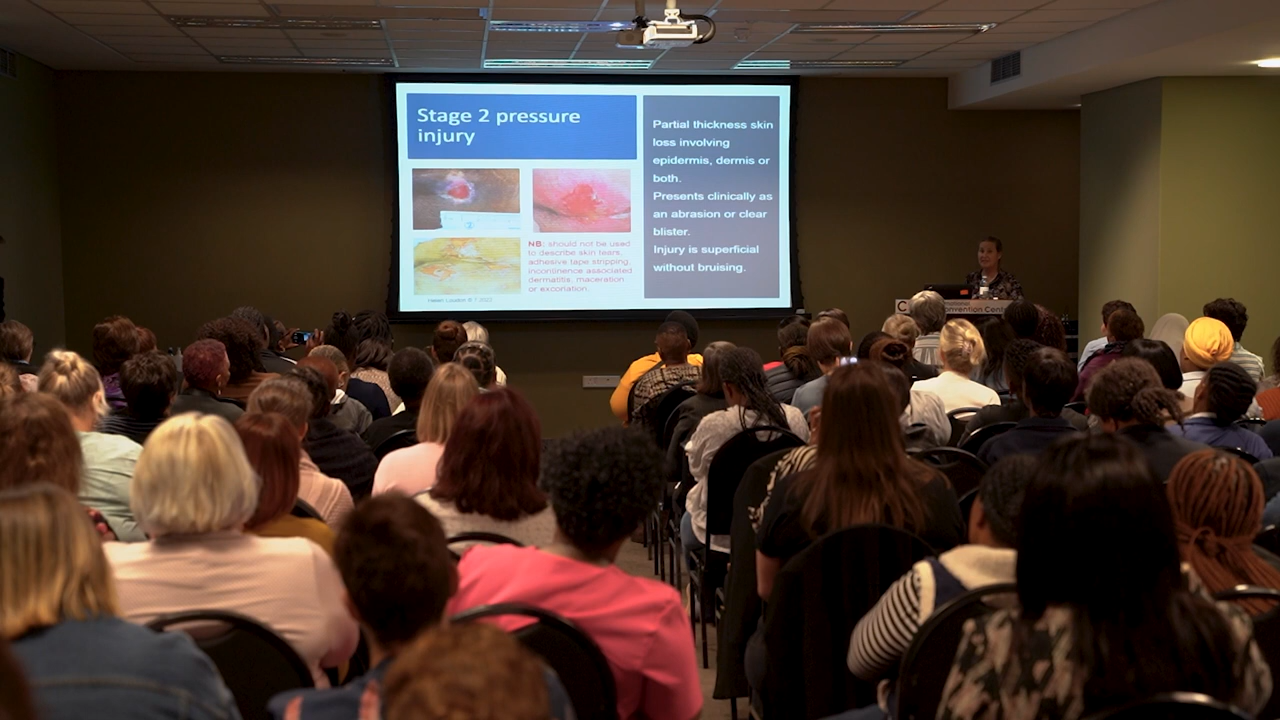 Stage 2 pressure
injury
Partial thickness skin
loss involving
epidermis, dermis or
both.
Presents clinically as
an abrasion or clear
blister.
Injury is superficial
without bruising.
NB: should not be used
to describe skin tears,
adhesive tape stripping,
incontinence associated
dermatitis, maceration
or excoriation.
nvention Cent